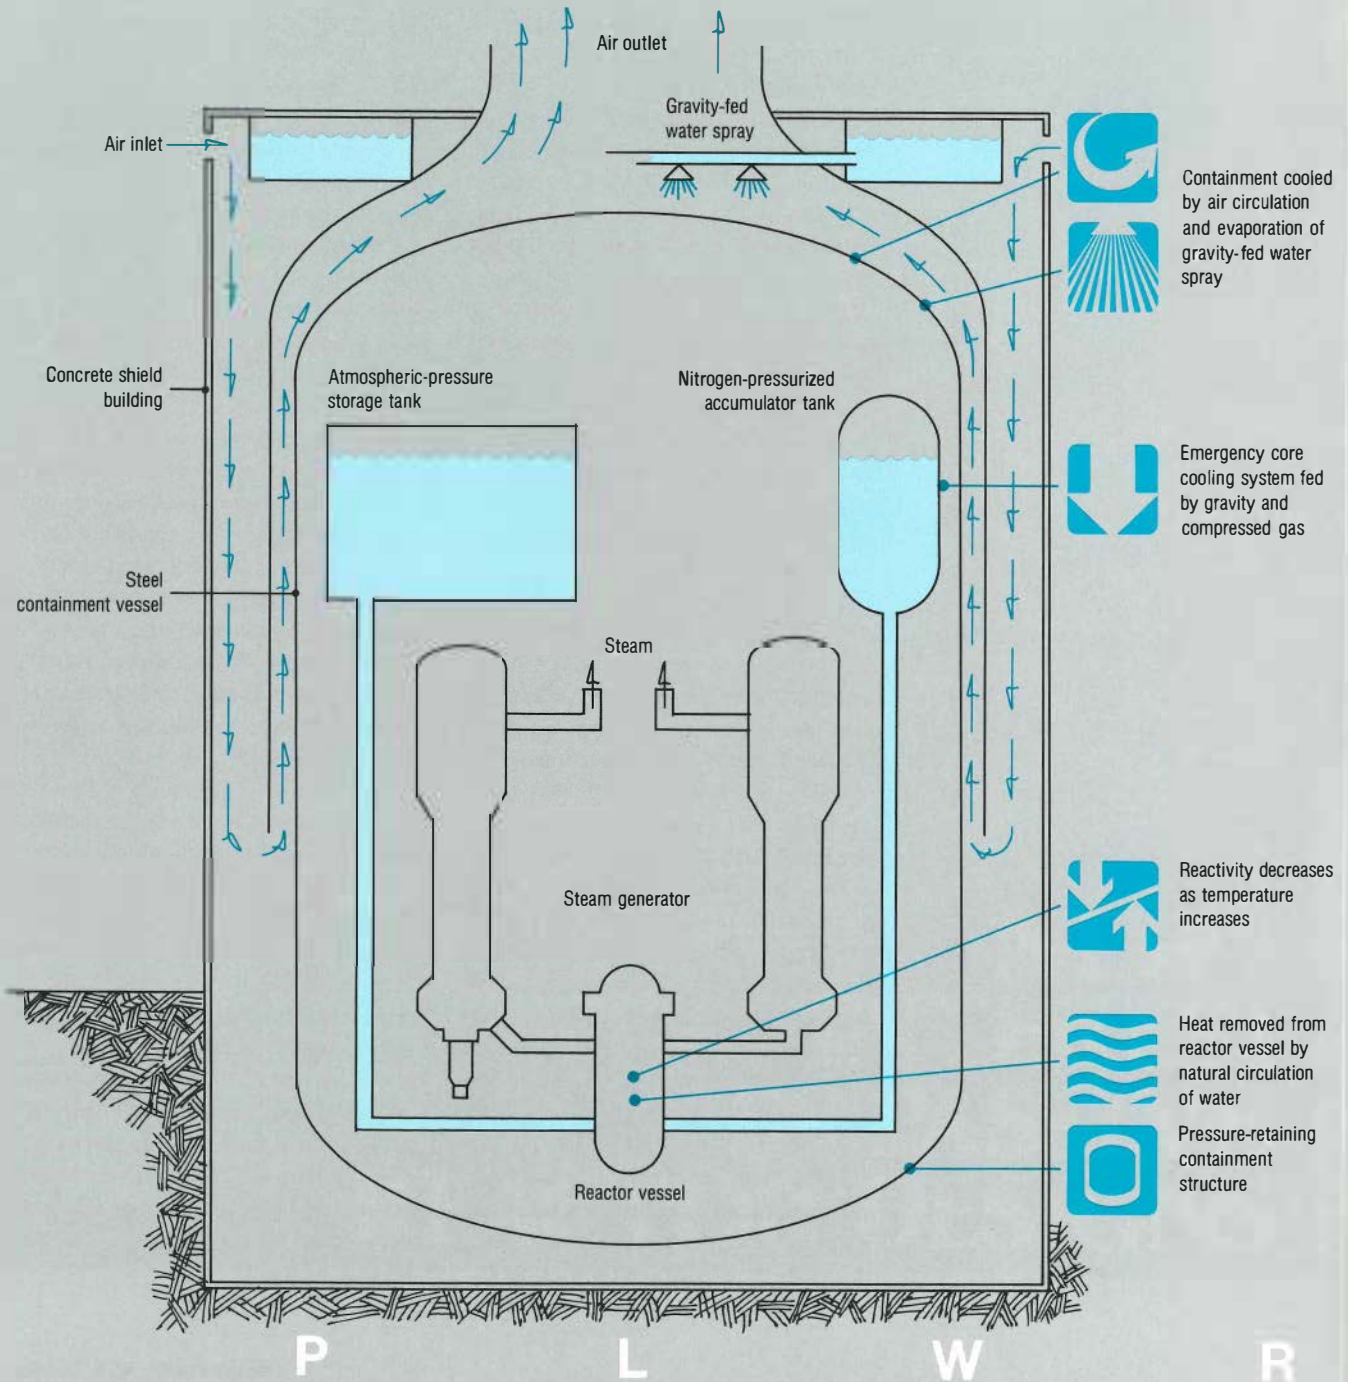 Air outlet
Gravity-fed
water spray
Air inlet
Containment cooled
by air circulation
and evaporation of
gravity-fed water
spray
Concrete shield
building
Atmospheric-pressure
storage tank
Nitrogen-pressurized
accumulator tank
Emergency core
cooling system fed
by gravity and
compressed gas
Steel
containment vessel
Steam
Steam generator
Reactivity decreases
as temperature
increases
Heat removed from
reactor vessel by
natural circulation
of water
Pressure-retaining
containment
structure
Reactor vessel
P L W R